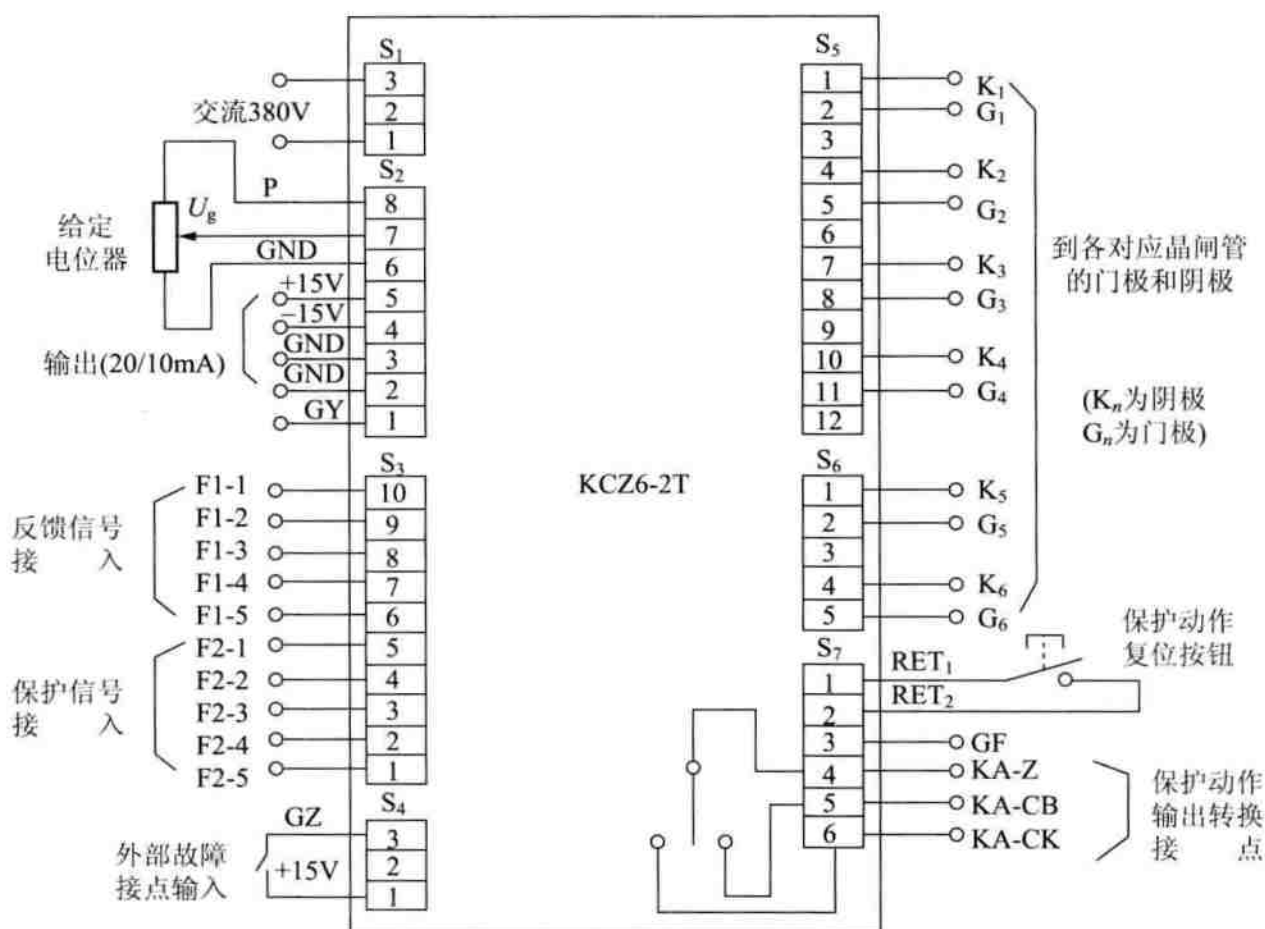 S₁
3
2
1
交流380V
S₂
P
8
U_g
7
给定
电位器
GND
6
+15V
5
−15V
4
GND
3
输出(20/10mA)
GND
2
GY
1
S₃
F1-1
10
F1-2
9
反馈信号
接 入
F1-3
8
F1-4
7
F1-5
6
F2-1
5
F2-2
4
保护信号
接 入
F2-3
3
F2-4
2
F2-5
1
S₄
GZ
3
外部故障
接点输入
+15V
2
1
KCZ6-2T
S₅
1
K₁
2
G₁
3
4
K₂
5
G₂
6
7
K₃
8
G₃
9
10
K₄
11
G₄
12
到各对应晶闸管
的门极和阴极
(Kₙ为阴极
Gₙ为门极)
S₆
1
K₅
2
G₅
3
4
K₆
5
G₆
S₇
保护动作
复位按钮
1
RET₁
2
RET₂
3
GF
4
KA-Z
5
KA-CB
6
KA-CK
保护动作
输出转换
接 点